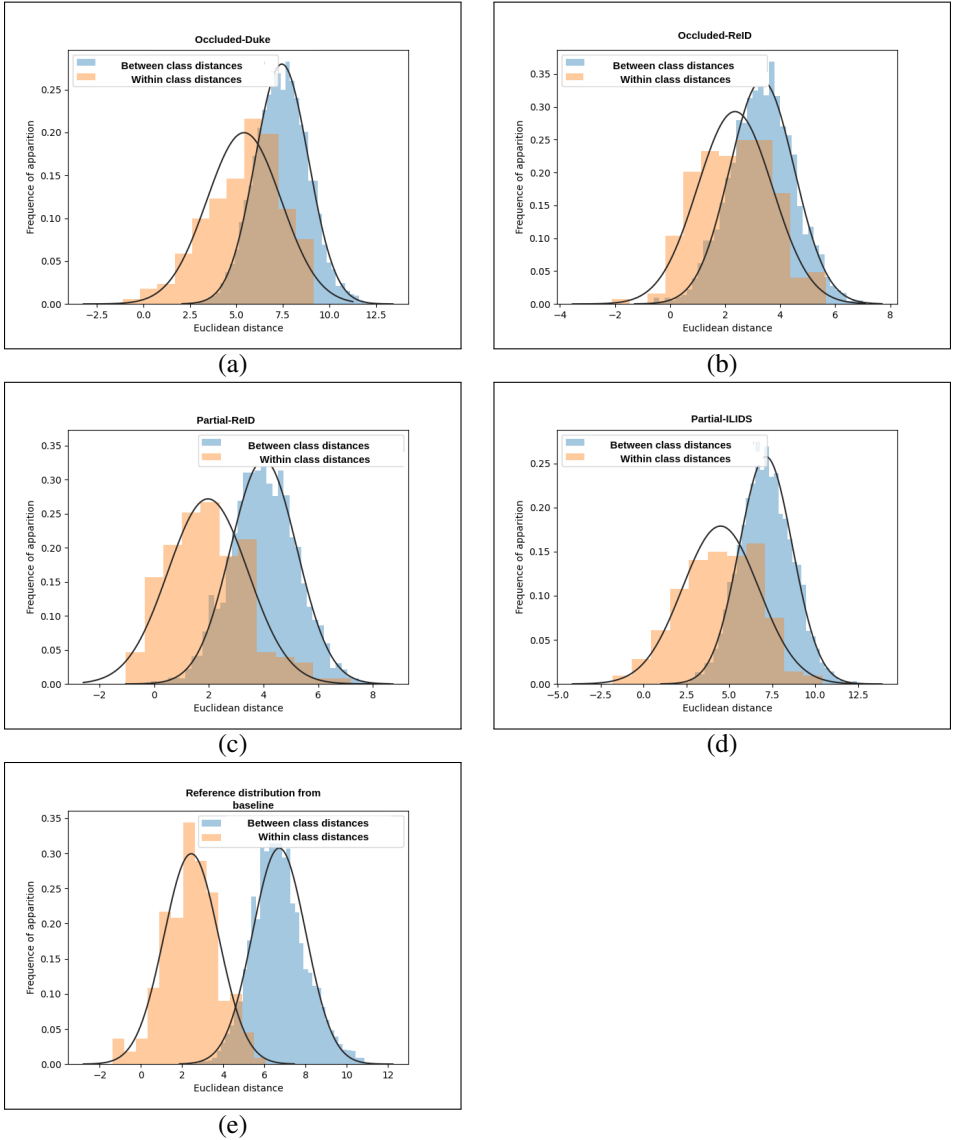 Occluded-Duke
Between class distances
Within class distances
Frequence of apparition
0.25
0.20
0.15
0.10
0.05
0.00
−2.5 0.0 2.5 5.0 7.5 10.0 12.5
Euclidean distance
(a)
Occluded-ReID
Between class distances
Within class distances
Frequence of apparition
0.35
0.30
0.25
0.20
0.15
0.10
0.05
0.00
−4 −2 0 2 4 6 8
Euclidean distance
(b)
Partial-ReID
Between class distances
Within class distances
Frequence of apparition
0.35
0.30
0.25
0.20
0.15
0.10
0.05
0.00
−2 0 2 4 6 8
Euclidean distance
(c)
Partial-ILIDS
Between class distances
Within class distances
Frequence of apparition
0.25
0.20
0.15
0.10
0.05
0.00
−5.0 −2.5 0.0 2.5 5.0 7.5 10.0 12.5
Euclidean distance
(d)
Reference distribution from
baseline
Between class distances
Within class distances
Frequence of apparition
0.35
0.30
0.25
0.20
0.15
0.10
0.05
0.00
−2 0 2 4 6 8 10 12
Euclidean distance
(e)